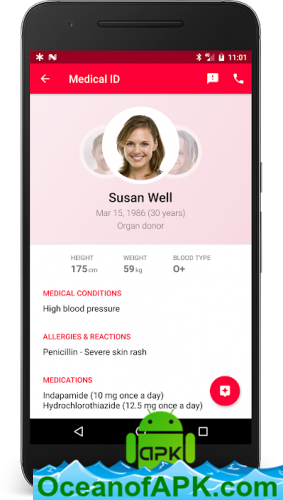 11:01
Medical ID
Susan Well
Mar 15, 1986 (30 years)
Organ donor
HEIGHT WEIGHT BLOOD TYPE
175 cm 59 kg O+
MEDICAL CONDITIONS
High blood pressure
ALLERGIES & REACTIONS
Penicillin - Severe skin rash
MEDICATIONS
Indapamide (10 mg once a day)
Hydrochlorothiazide (12.5 mg once a day)
apk
OceanofAPK.com